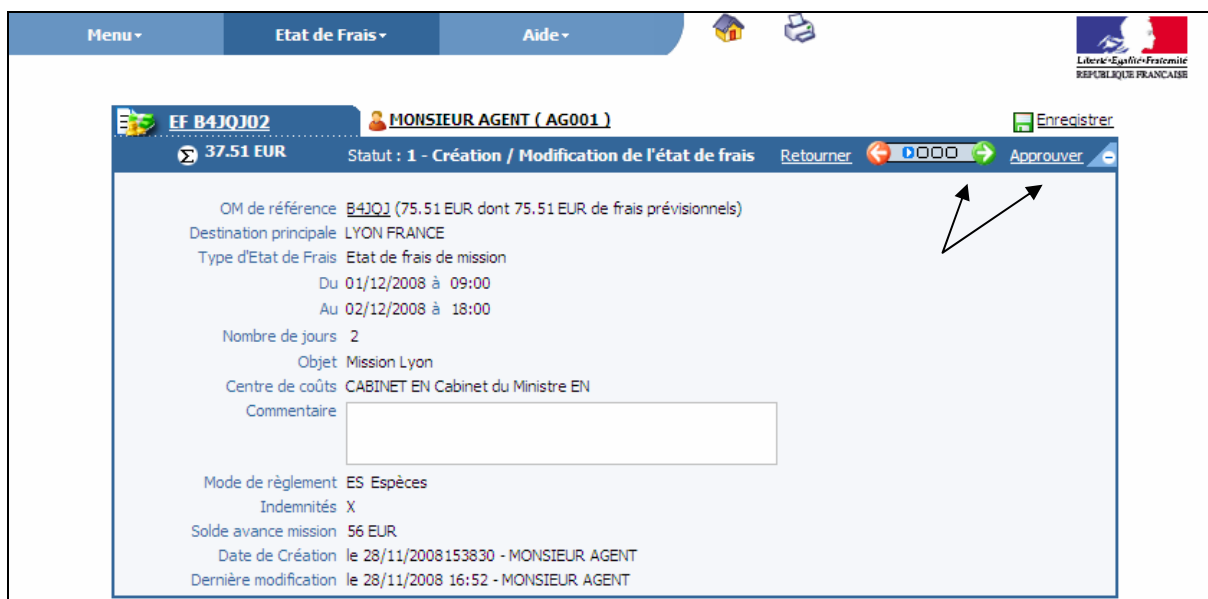 Menu Etat de Frais Aide
Liberté • Egalité • Fraternité
REPUBLIQUE FRANCAISE
EF B4JQJ02 MONSIEUR AGENT ( AG001 ) Enregistrer
Σ 37.51 EUR Statut : 1 - Création / Modification de l'état de frais Retourner Approuver
OM de référence B4JQJ (75.51 EUR dont 75.51 EUR de frais prévisionnels)
Destination principale LYON FRANCE
Type d'Etat de Frais Etat de frais de mission
Du 01/12/2008 à 09:00
Au 02/12/2008 à 18:00
Nombre de jours 2
Objet Mission Lyon
Centre de coûts CABINET EN Cabinet du Ministre EN
Commentaire
Mode de règlement ES Espèces
Indemnités X
Solde avance mission 56 EUR
Date de Création le 28/11/2008153830 - MONSIEUR AGENT
Dernière modification le 28/11/2008 16:52 - MONSIEUR AGENT